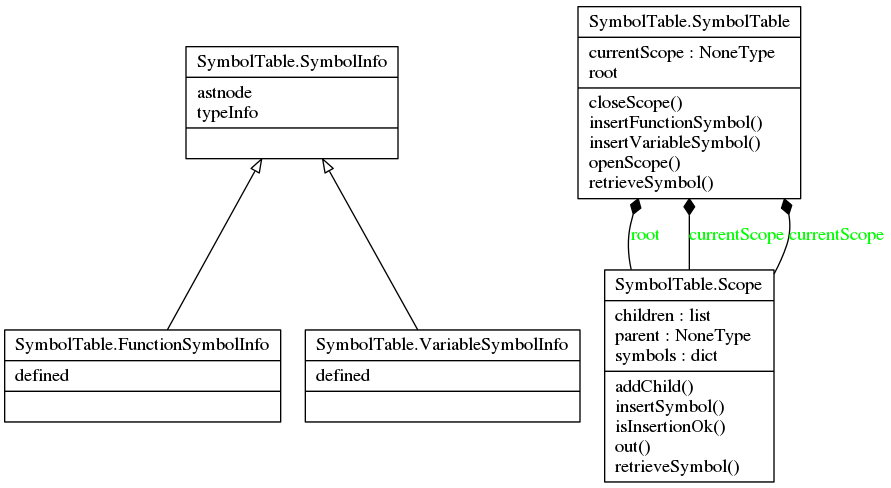 SymbolTable.SymbolInfo
astnode
typeInfo
SymbolTable.SymbolTable
currentScope : NoneType
root
closeScope()
insertFunctionSymbol()
insertVariableSymbol()
openScope()
retrieveSymbol()
root
currentScope
currentScope
SymbolTable.FunctionSymbolInfo
defined
SymbolTable.VariableSymbolInfo
defined
SymbolTable.Scope
children : list
parent : NoneType
symbols : dict
addChild()
insertSymbol()
isInsertionOk()
out()
retrieveSymbol()